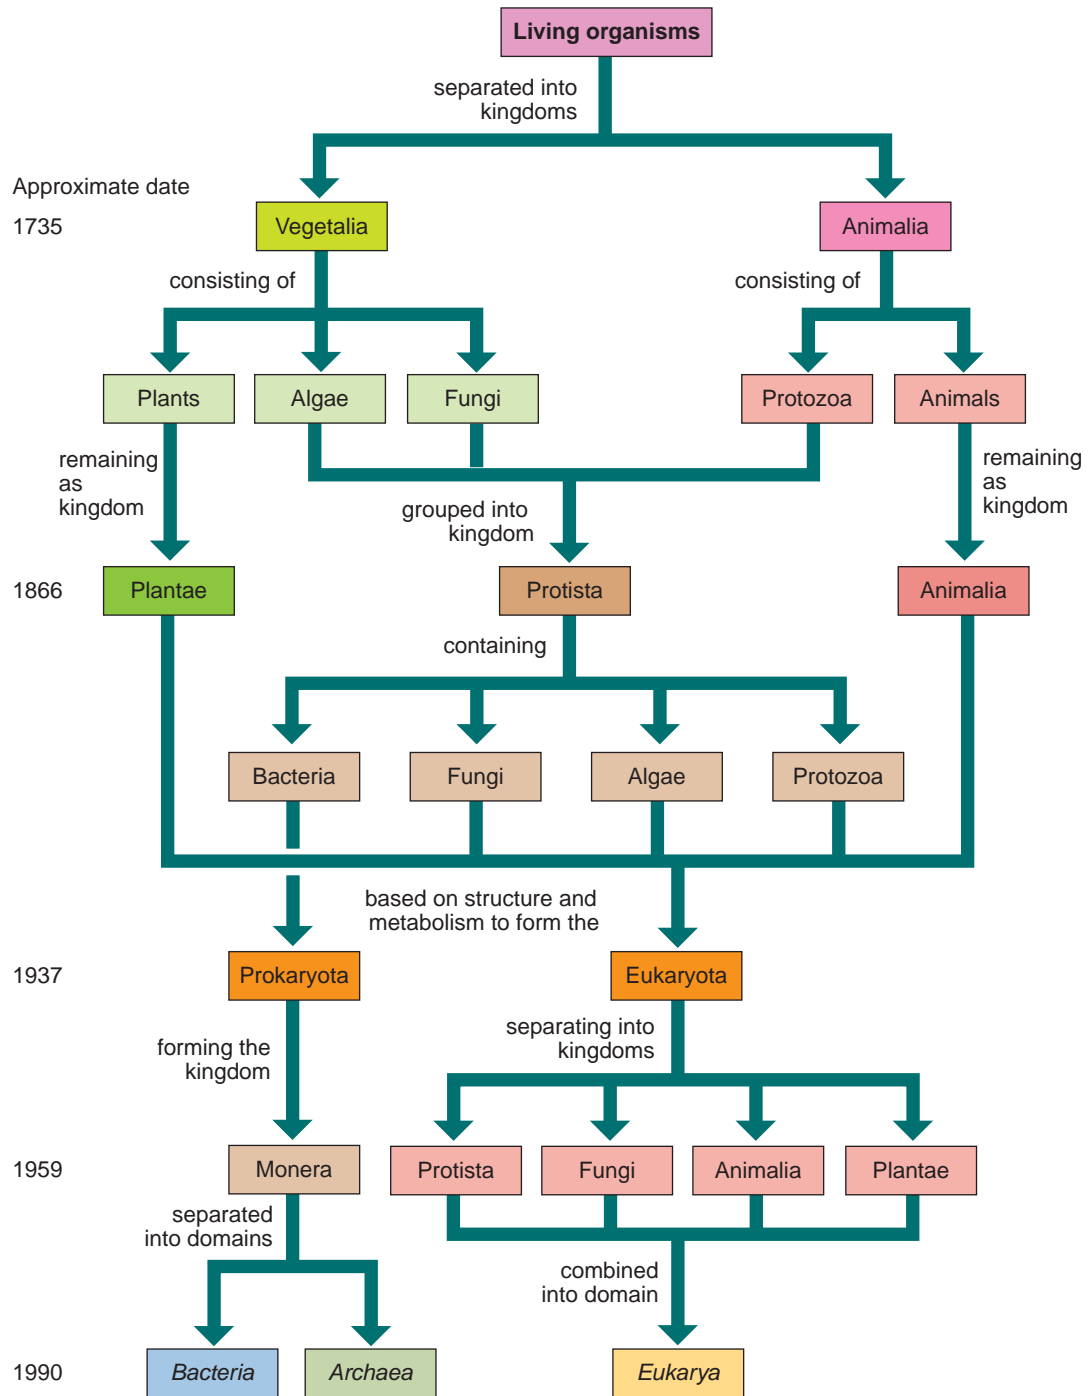 Living organisms
separated into
kingdoms
Approximate date
1735
Vegetalia
Animalia
consisting of
consisting of
Plants
Algae
Fungi
Protozoa
Animals
remaining
as
kingdom
grouped into
kingdom
remaining
as
kingdom
1866
Plantae
Protista
Animalia
containing
Bacteria
Fungi
Algae
Protozoa
based on structure and
metabolism to form the
1937
Prokaryota
Eukaryota
forming the
kingdom
separating into
kingdoms
1959
Monera
Protista
Fungi
Animalia
Plantae
separated
into domains
combined
into domain
1990
Bacteria
Archaea
Eukarya